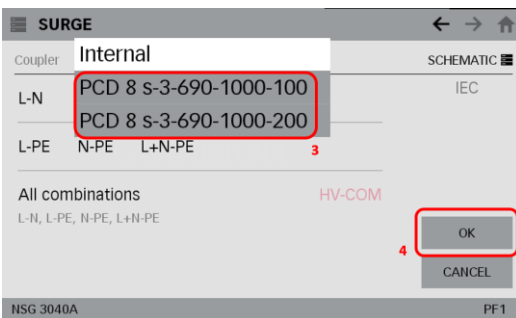 SURGE
Coupler
Internal
SCHEMATIC
PCD 8 s-3-690-1000-100
IEC
L-N
PCD 8 s-3-690-1000-200
L-PE N-PE L+N-PE
3
All combinations
HV-COM
L-N, L-PE, N-PE, L+N-PE
OK
4
CANCEL
NSG 3040A
PF1